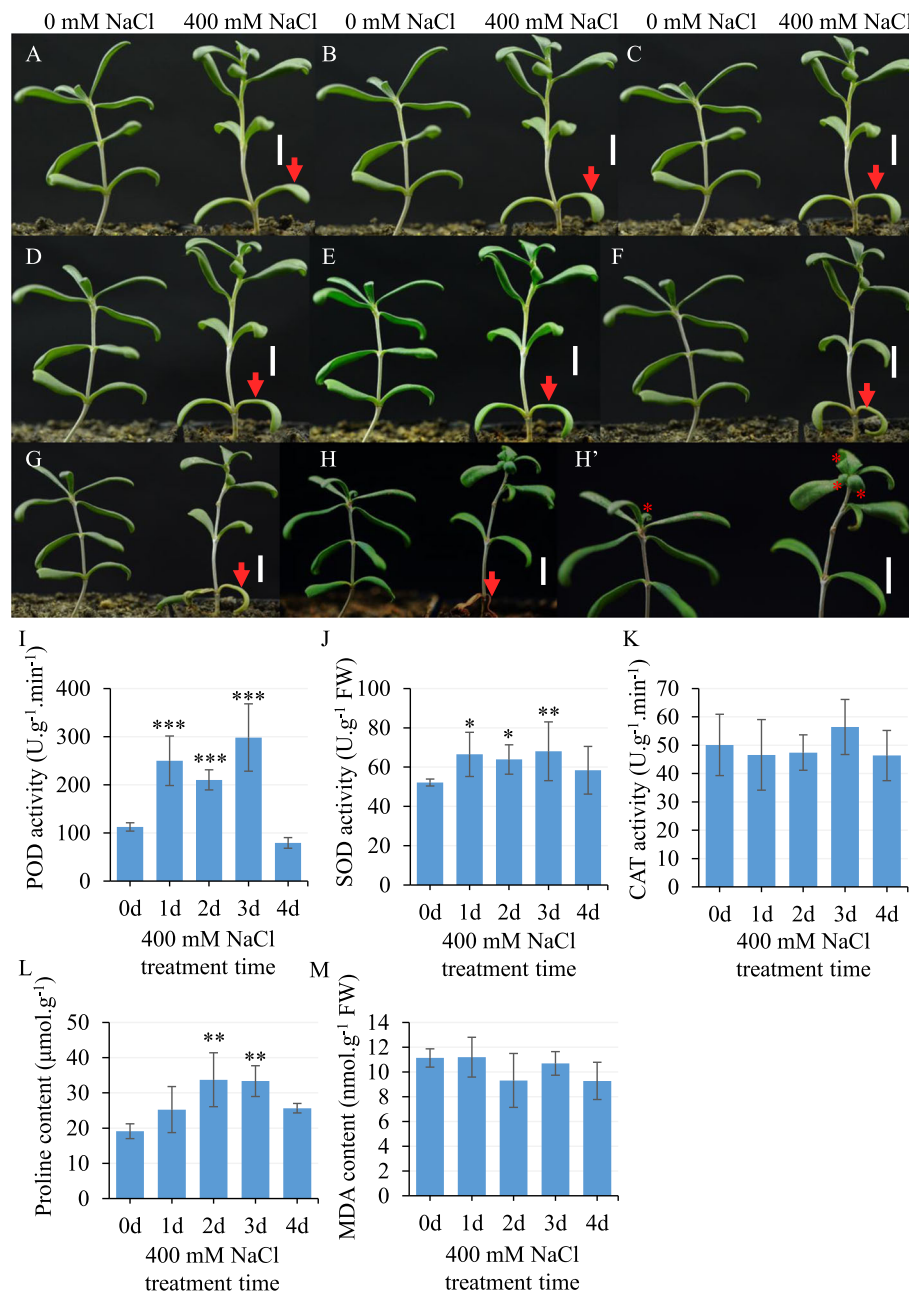 0 mM NaCl 400 mM NaCl 0 mM NaCl 400 mM NaCl 0 mM NaCl 400 mM NaCl
A B C
D E F
G H H'
* * * *
I
POD activity (U.g⁻¹.min⁻¹)
400
300
200
100
0
*** *** ***
0d 1d 2d 3d 4d
400 mM NaCl
treatment time
J
SOD activity (U.g⁻¹ FW)
100
80
60
40
20
0
* * **
0d 1d 2d 3d 4d
400 mM NaCl
treatment time
K
CAT activity (U.g⁻¹.min⁻¹)
70
60
50
40
30
20
10
0
0d 1d 2d 3d 4d
400 mM NaCl
treatment time
L
Proline content (μmol.g⁻¹)
50
40
30
20
10
0
** **
0d 1d 2d 3d 4d
400 mM NaCl
treatment time
M
MDA content (nmol.g⁻¹ FW)
14
12
10
8
6
4
2
0
0d 1d 2d 3d 4d
400 mM NaCl
treatment time